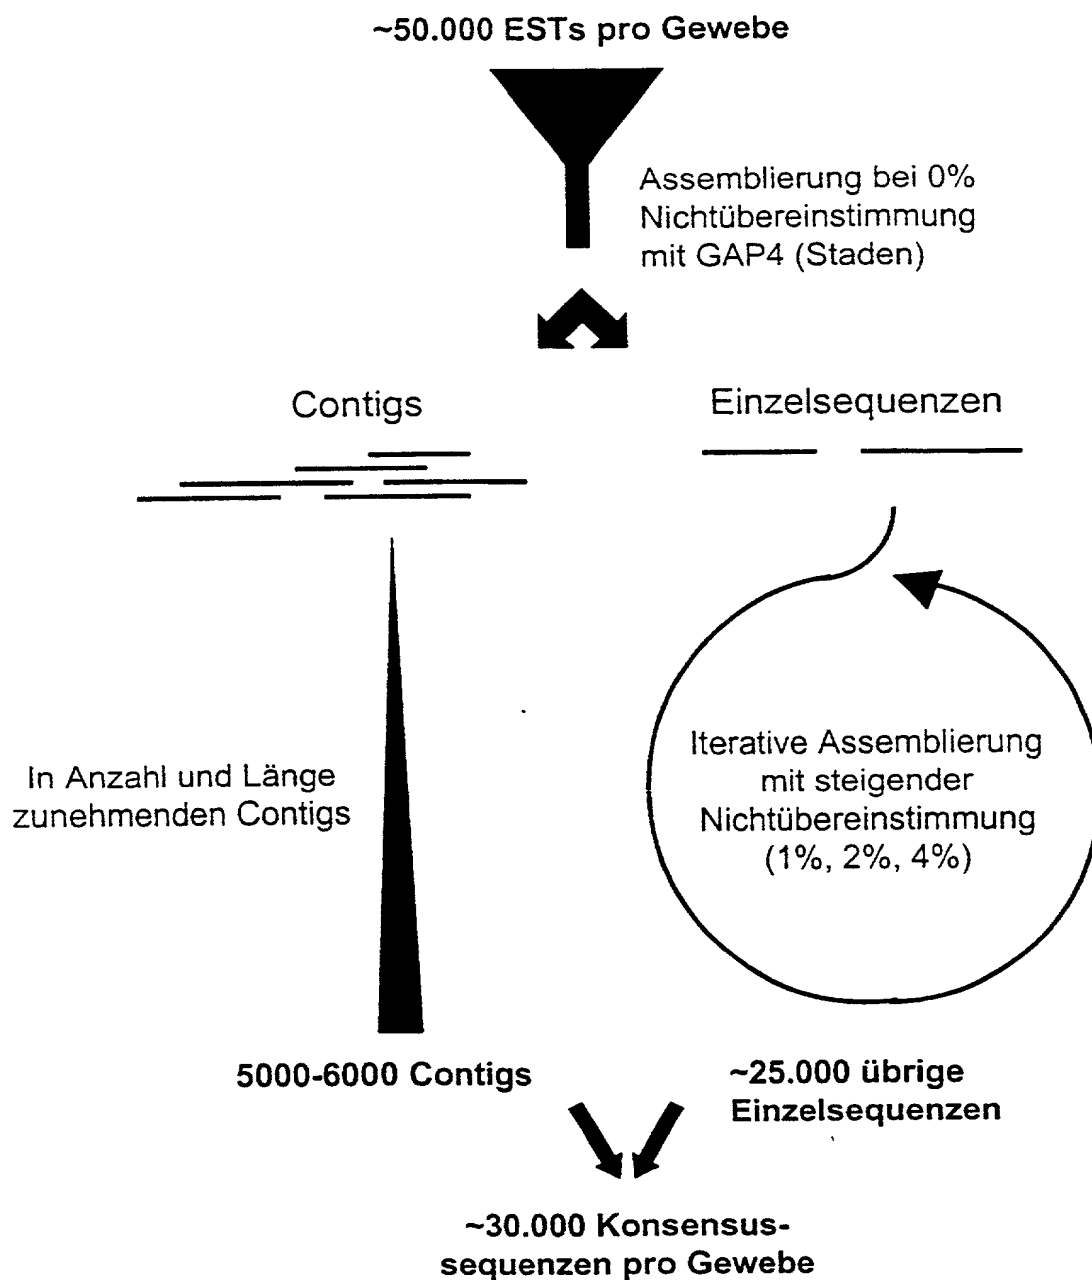 ~50.000 ESTs pro Gewebe
Assemblierung bei 0%
Nichtübereinstimmung
mit GAP4 (Staden)
Contigs
Einzelsequenzen
In Anzahl und Länge
zunehmenden Contigs
Iterative Assemblierung
mit steigender
Nichtübereinstimmung
(1%, 2%, 4%)
5000-6000 Contigs
~25.000 übrige
Einzelsequenzen
~30.000 Konsensus-
sequenzen pro Gewebe